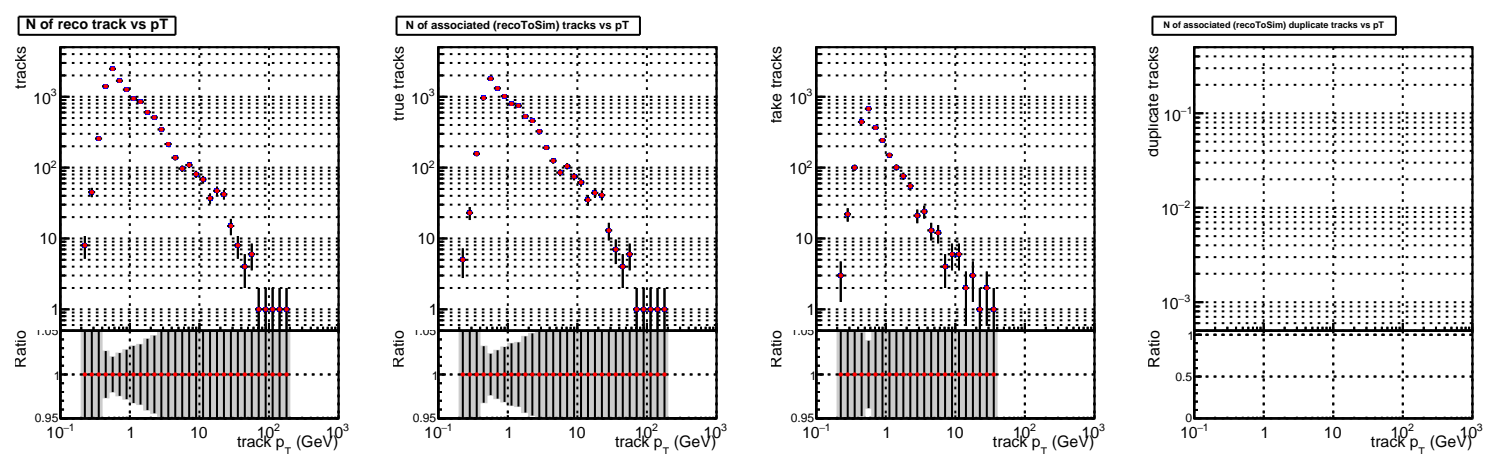 N of reco track vs pT
tracks
10³
10²
10
1
Ratio
1.05
1
0.95
10⁻¹ 1 10 10² 10³
track p_T (GeV)
N of associated (recoToSim) tracks vs pT
true tracks
10³
10²
10
1
Ratio
1.05
1
0.95
10⁻¹ 1 10 10² 10³
track p_T (GeV)
fake tracks
10³
10²
10
1
Ratio
1.05
1
0.95
10⁻¹ 1 10 10² 10³
track p_T (GeV)
N of associated (recoToSim) duplicate tracks vs pT
duplicate tracks
10⁻¹
10⁻²
10⁻³
Ratio
1
0.5
0
10⁻¹ 1 10 10² 10³
track p_T (GeV)